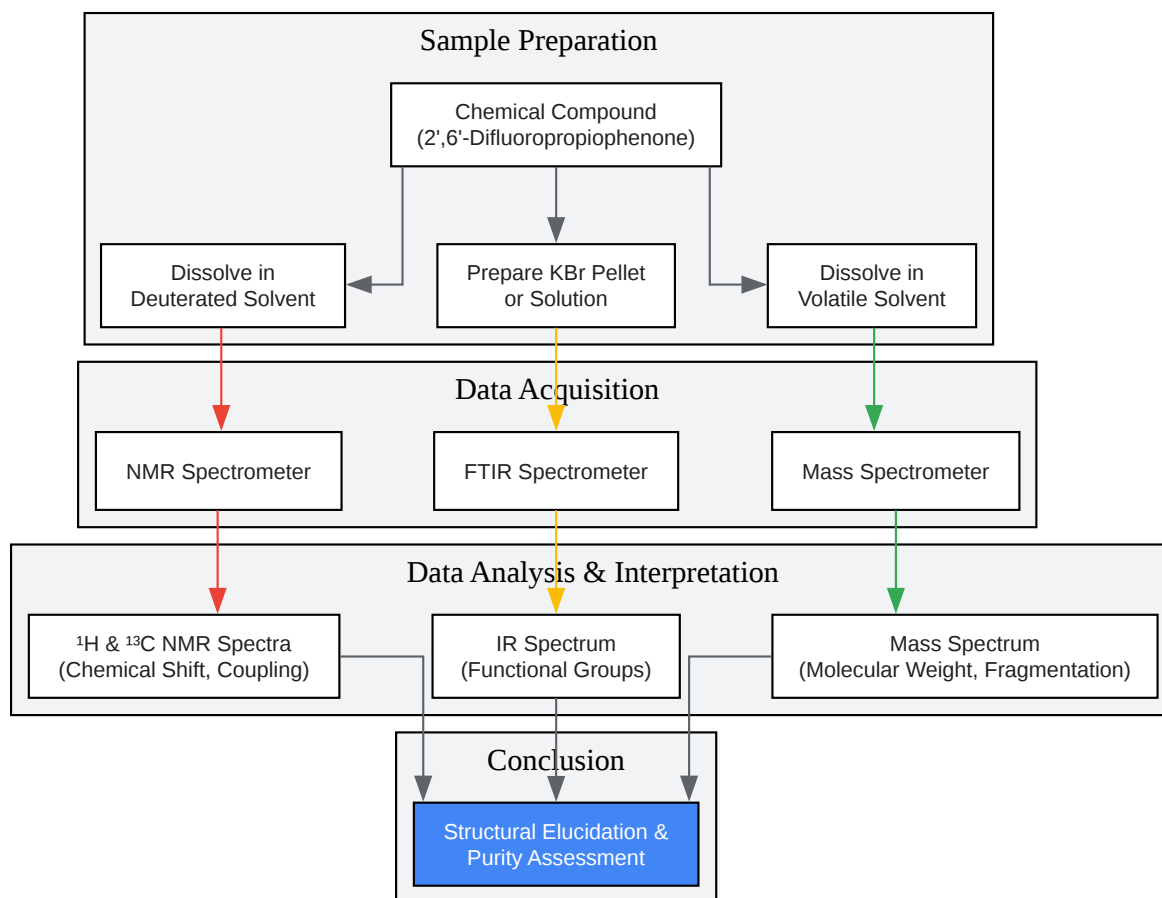 Sample Preparation
Chemical Compound
(2',6'-Difluoropropiophenone)
Dissolve in
Deuterated Solvent
Prepare KBr Pellet
or Solution
Dissolve in
Volatile Solvent
Data Acquisition
NMR Spectrometer
FTIR Spectrometer
Mass Spectrometer
Data Analysis & Interpretation
¹H & ¹³C NMR Spectra
(Chemical Shift, Coupling)
IR Spectrum
(Functional Groups)
Mass Spectrum
(Molecular Weight, Fragmentation)
Conclusion
Structural Elucidation &
Purity Assessment